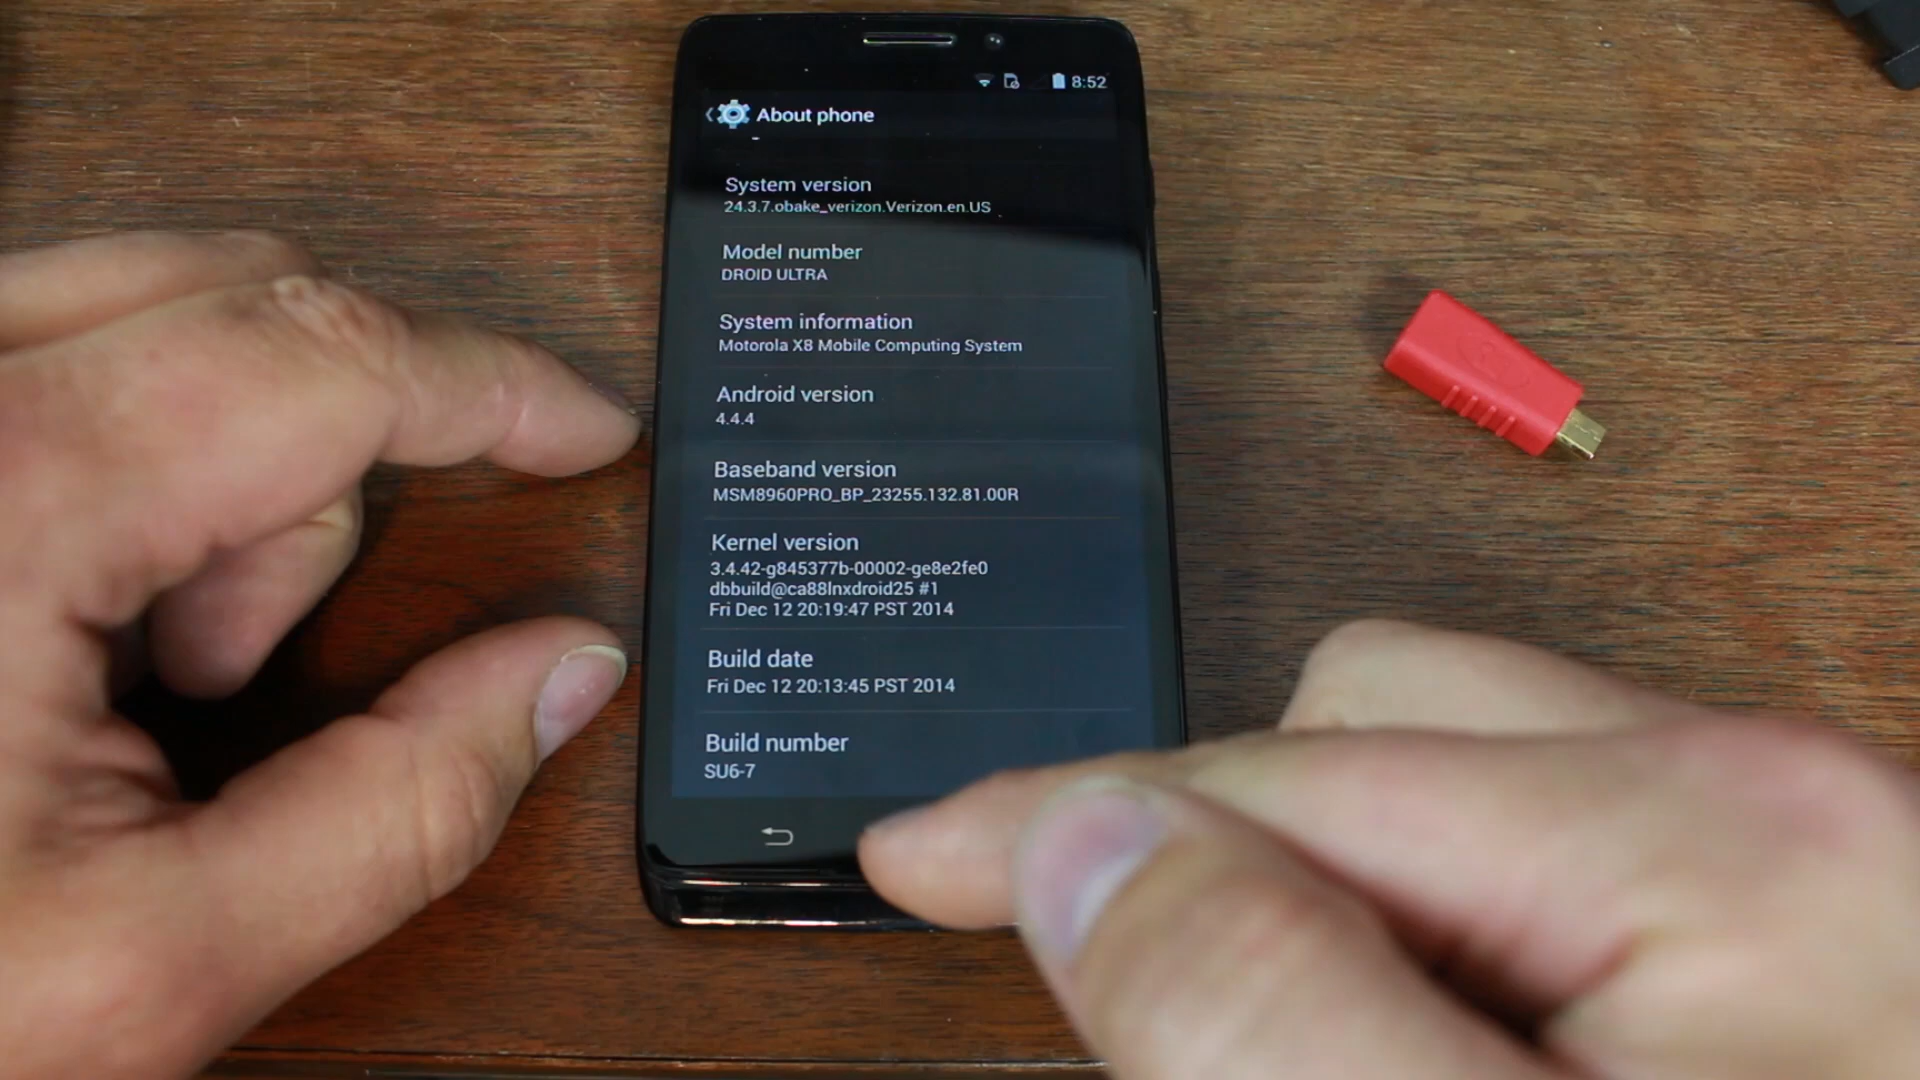 8:52
About phone
System version
24.3.7.obake_verizon.Verizon.en.US
Model number
DROID ULTRA
System information
Motorola X8 Mobile Computing System
Android version
4.4.4
Baseband version
MSM8960PRO_BP_23255.132.81.00R
Kernel version
3.4.42-g845377b-00002-ge8e2fe0
dbbuild@ca88lnxdroid25 #1
Fri Dec 12 20:19:47 PST 2014
Build date
Fri Dec 12 20:13:45 PST 2014
Build number
SU6-7